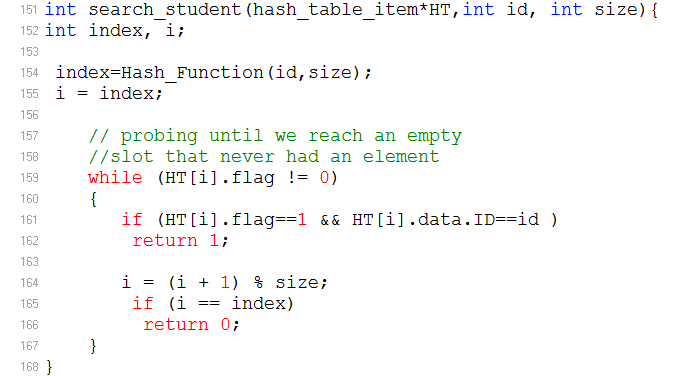 151 int search_student(hash_table_item*HT,int id, int size){
152 int index, i;
153
154 index=Hash_Function(id,size);
155 i = index;
156
157 // probing until we reach an empty
158 //slot that never had an element
159 while (HT[i].flag != 0)
160 {
161 if (HT[i].flag==1 && HT[i].data.ID==id )
162 return 1;
163
164 i = (i + 1) % size;
165 if (i == index)
166 return 0;
167 }
168 }